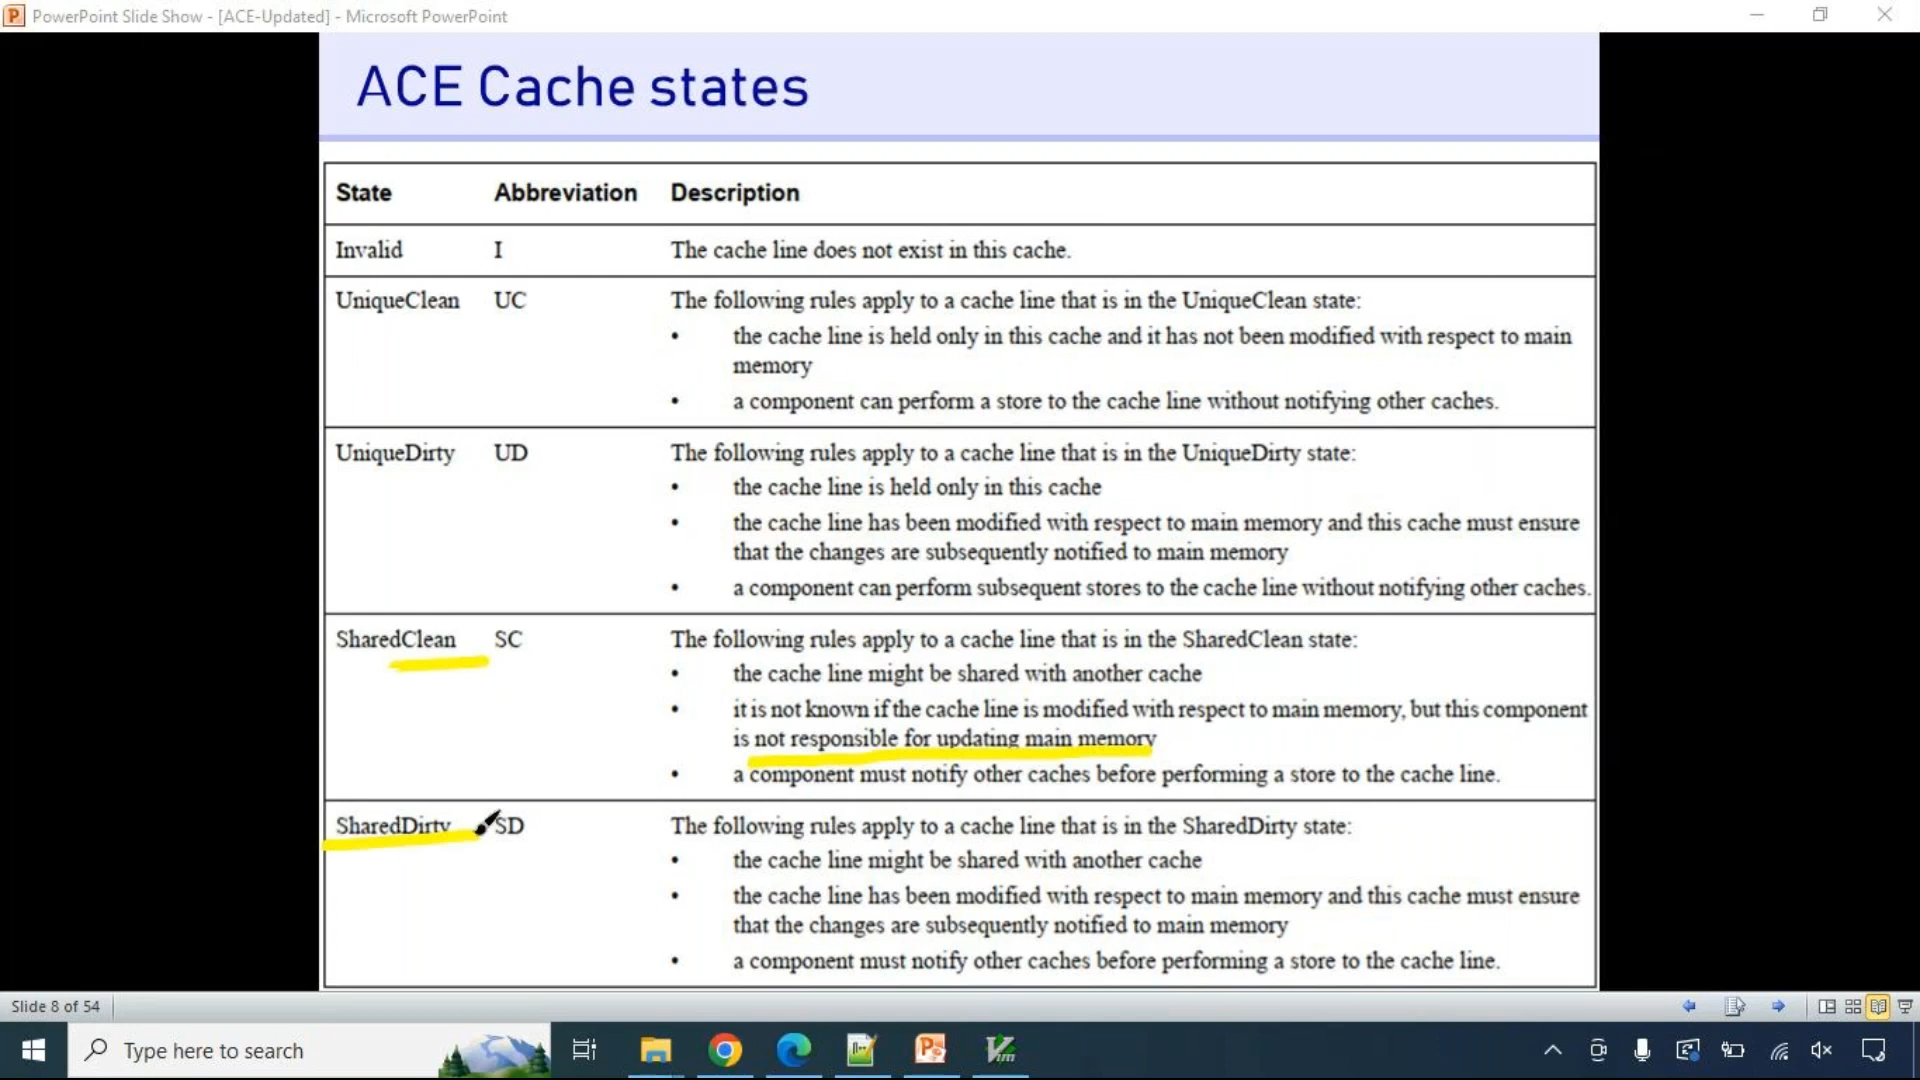 PowerPoint Slide Show - [ACE-Updated] - Microsoft PowerPoint
ACE Cache states
State Abbreviation Description
Invalid I The cache line does not exist in this cache.
UniqueClean UC The following rules apply to a cache line that is in the UniqueClean state:
• the cache line is held only in this cache and it has not been modified with respect to main
memory
• a component can perform a store to the cache line without notifying other caches.
UniqueDirty UD The following rules apply to a cache line that is in the UniqueDirty state:
• the cache line is held only in this cache
• the cache line has been modified with respect to main memory and this cache must ensure
that the changes are subsequently notified to main memory
• a component can perform subsequent stores to the cache line without notifying other caches.
SharedClean SC The following rules apply to a cache line that is in the SharedClean state:
• the cache line might be shared with another cache
• it is not known if the cache line is modified with respect to main memory, but this component
is not responsible for updating main memory
• a component must notify other caches before performing a store to the cache line.
SharedDirty SD The following rules apply to a cache line that is in the SharedDirty state:
• the cache line might be shared with another cache
• the cache line has been modified with respect to main memory and this cache must ensure
that the changes are subsequently notified to main memory
• a component must notify other caches before performing a store to the cache line.
Slide 8 of 54
Type here to search